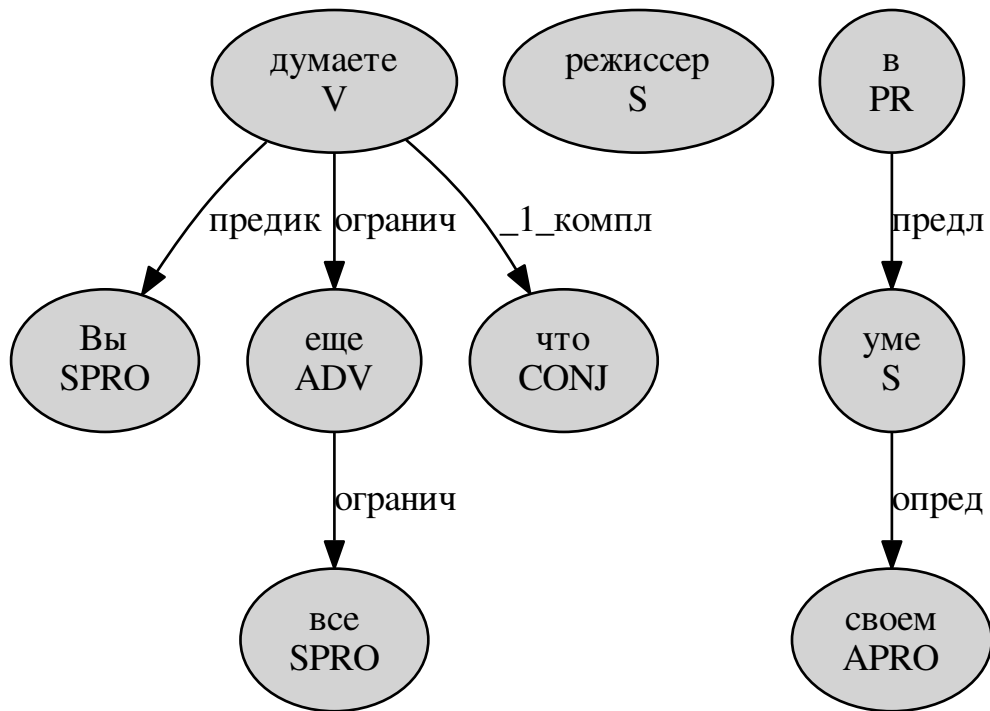 думаете
V
режиссер
S
в
PR
предик
огранич
_1_компл
предл
Вы
SPRO
еще
ADV
что
CONJ
уме
S
огранич
опред
все
SPRO
своем
APRO